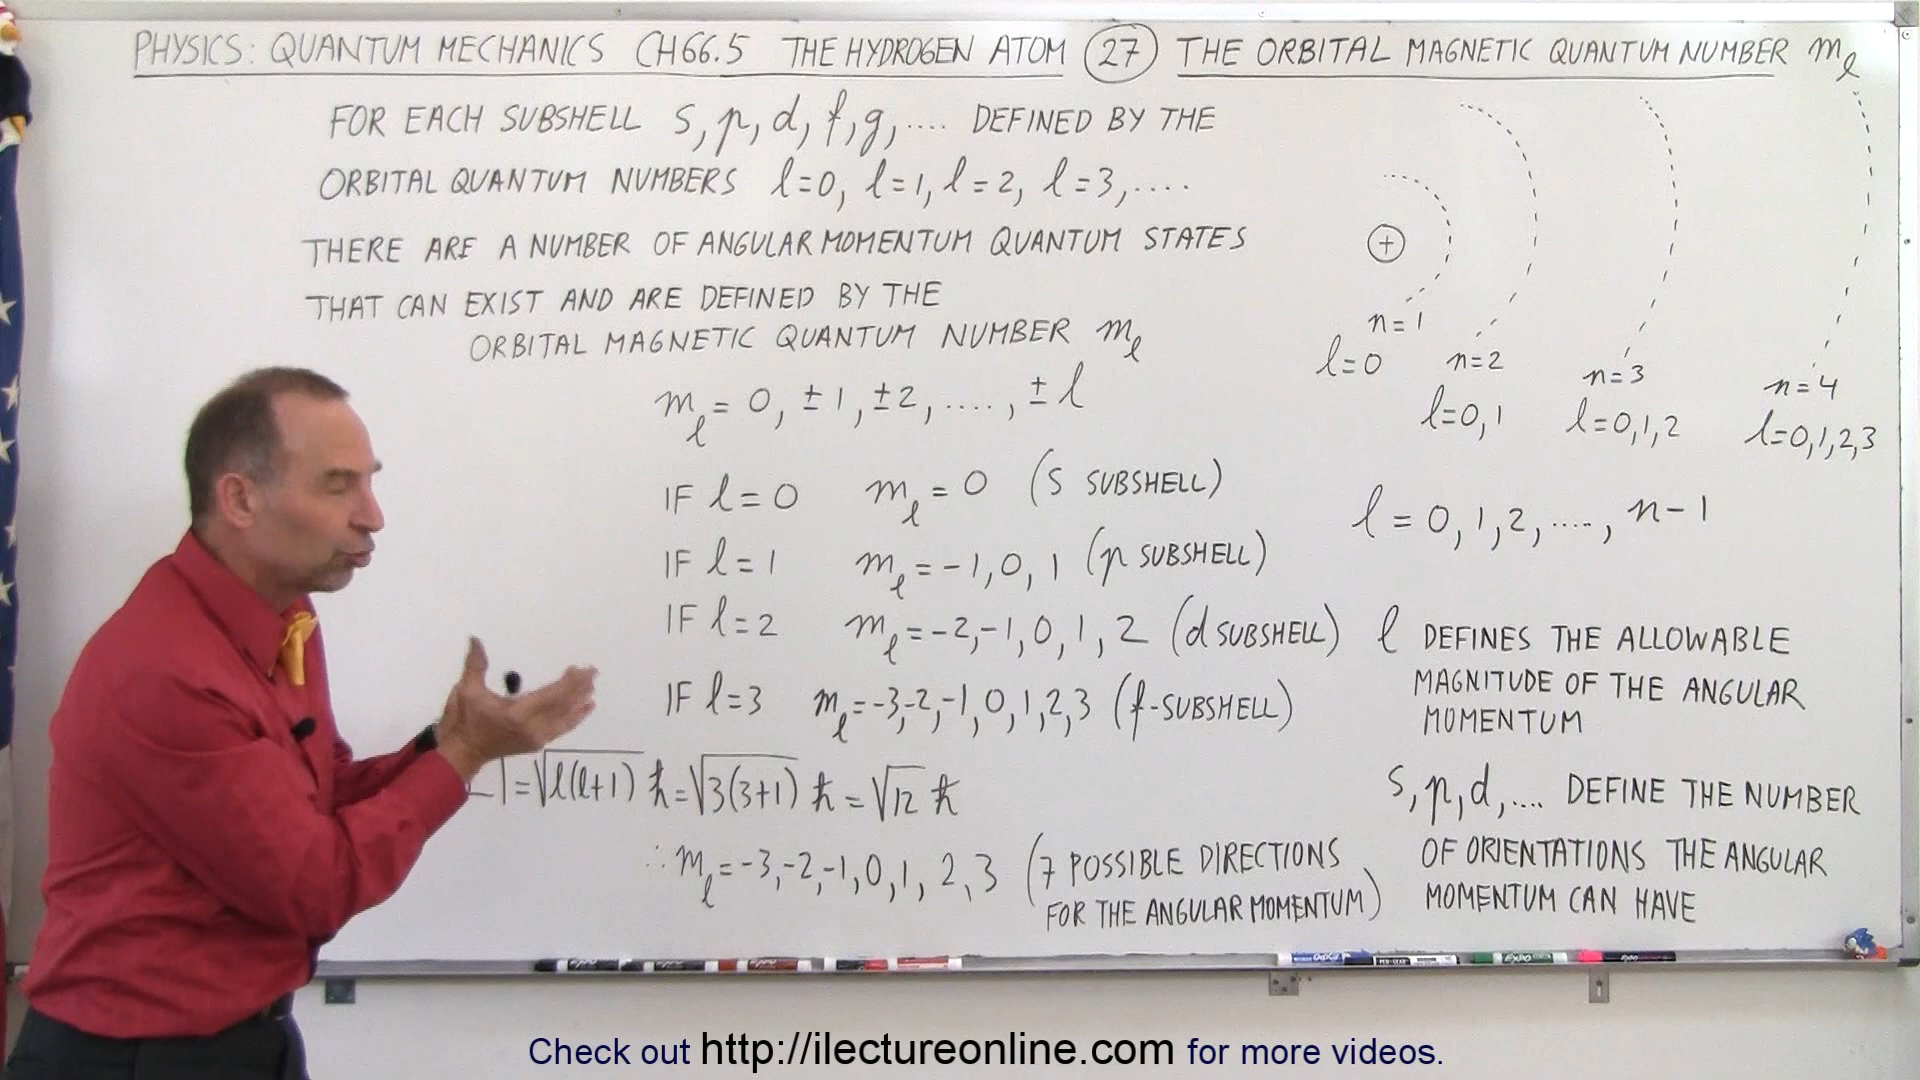 PHYSICS: QUANTUM MECHANICS CH 66.5 THE HYDROGEN ATOM 27 THE ORBITAL MAGNETIC QUANTUM NUMBER mℓ
FOR EACH SUBSHELL s, p, d, f, g, .... DEFINED BY THE
ORBITAL QUANTUM NUMBERS ℓ=0, ℓ=1, ℓ=2, ℓ=3, ....
THERE ARE A NUMBER OF ANGULAR MOMENTUM QUANTUM STATES
THAT CAN EXIST AND ARE DEFINED BY THE
ORBITAL MAGNETIC QUANTUM NUMBER mℓ
mℓ = 0, ±1, ±2, ...., ±ℓ
IF ℓ=0 mℓ = 0 (S SUBSHELL)
IF ℓ=1 mℓ = -1, 0, 1 (p SUBSHELL)
IF ℓ=2 mℓ = -2, -1, 0, 1, 2 (d SUBSHELL)
IF ℓ=3 mℓ = -3, -2, -1, 0, 1, 2, 3 (f-SUBSHELL)
L| = √ℓ(ℓ+1) ħ = √3(3+1) ħ = √12 ħ
∴ mℓ = -3, -2, -1, 0, 1, 2, 3 (7 POSSIBLE DIRECTIONS
FOR THE ANGULAR MOMENTUM)
+
n=1
ℓ=0
n=2
ℓ=0,1
n=3
ℓ=0,1,2
n=4
ℓ=0,1,2,3
ℓ = 0, 1, 2, ...., n-1
ℓ DEFINES THE ALLOWABLE
MAGNITUDE OF THE ANGULAR
MOMENTUM
s, p, d, .... DEFINE THE NUMBER
OF ORIENTATIONS THE ANGULAR
MOMENTUM CAN HAVE
EXPO
Check out http://ilectureonline.com for more videos.